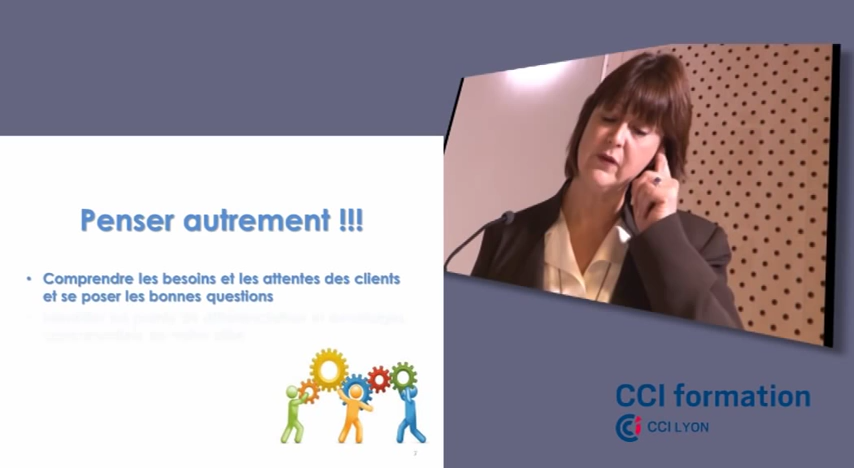 Penser autrement !!!
• Comprendre les besoins et les attentes des clients
et se poser les bonnes questions
2
CCI formation
CCI LYON